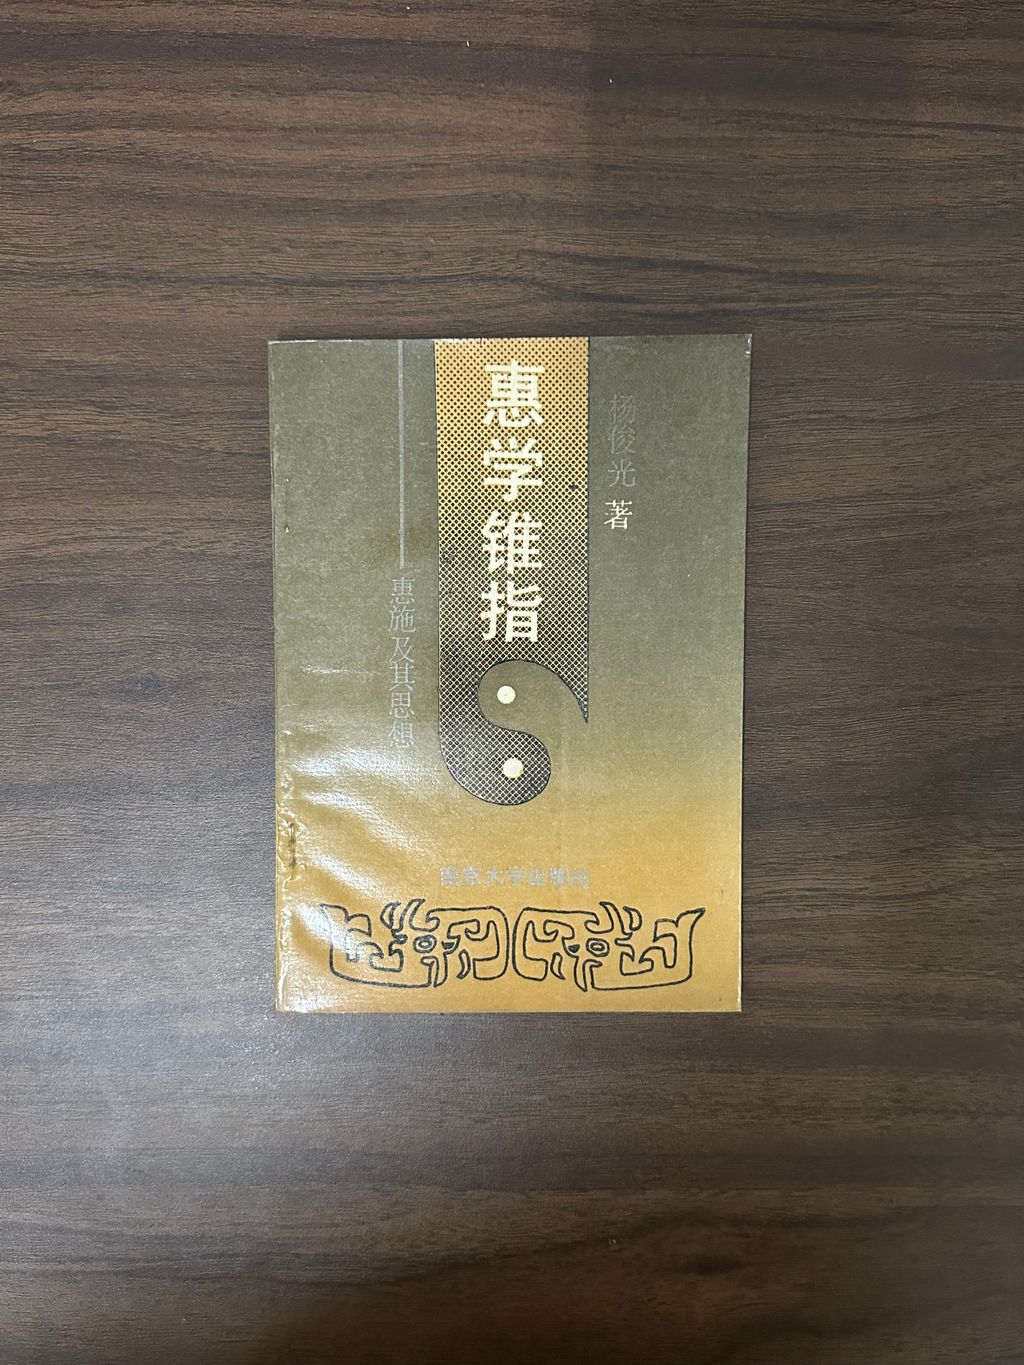 杨俊光 著
惠学锥指
——惠施及其思想
南京大学出版社